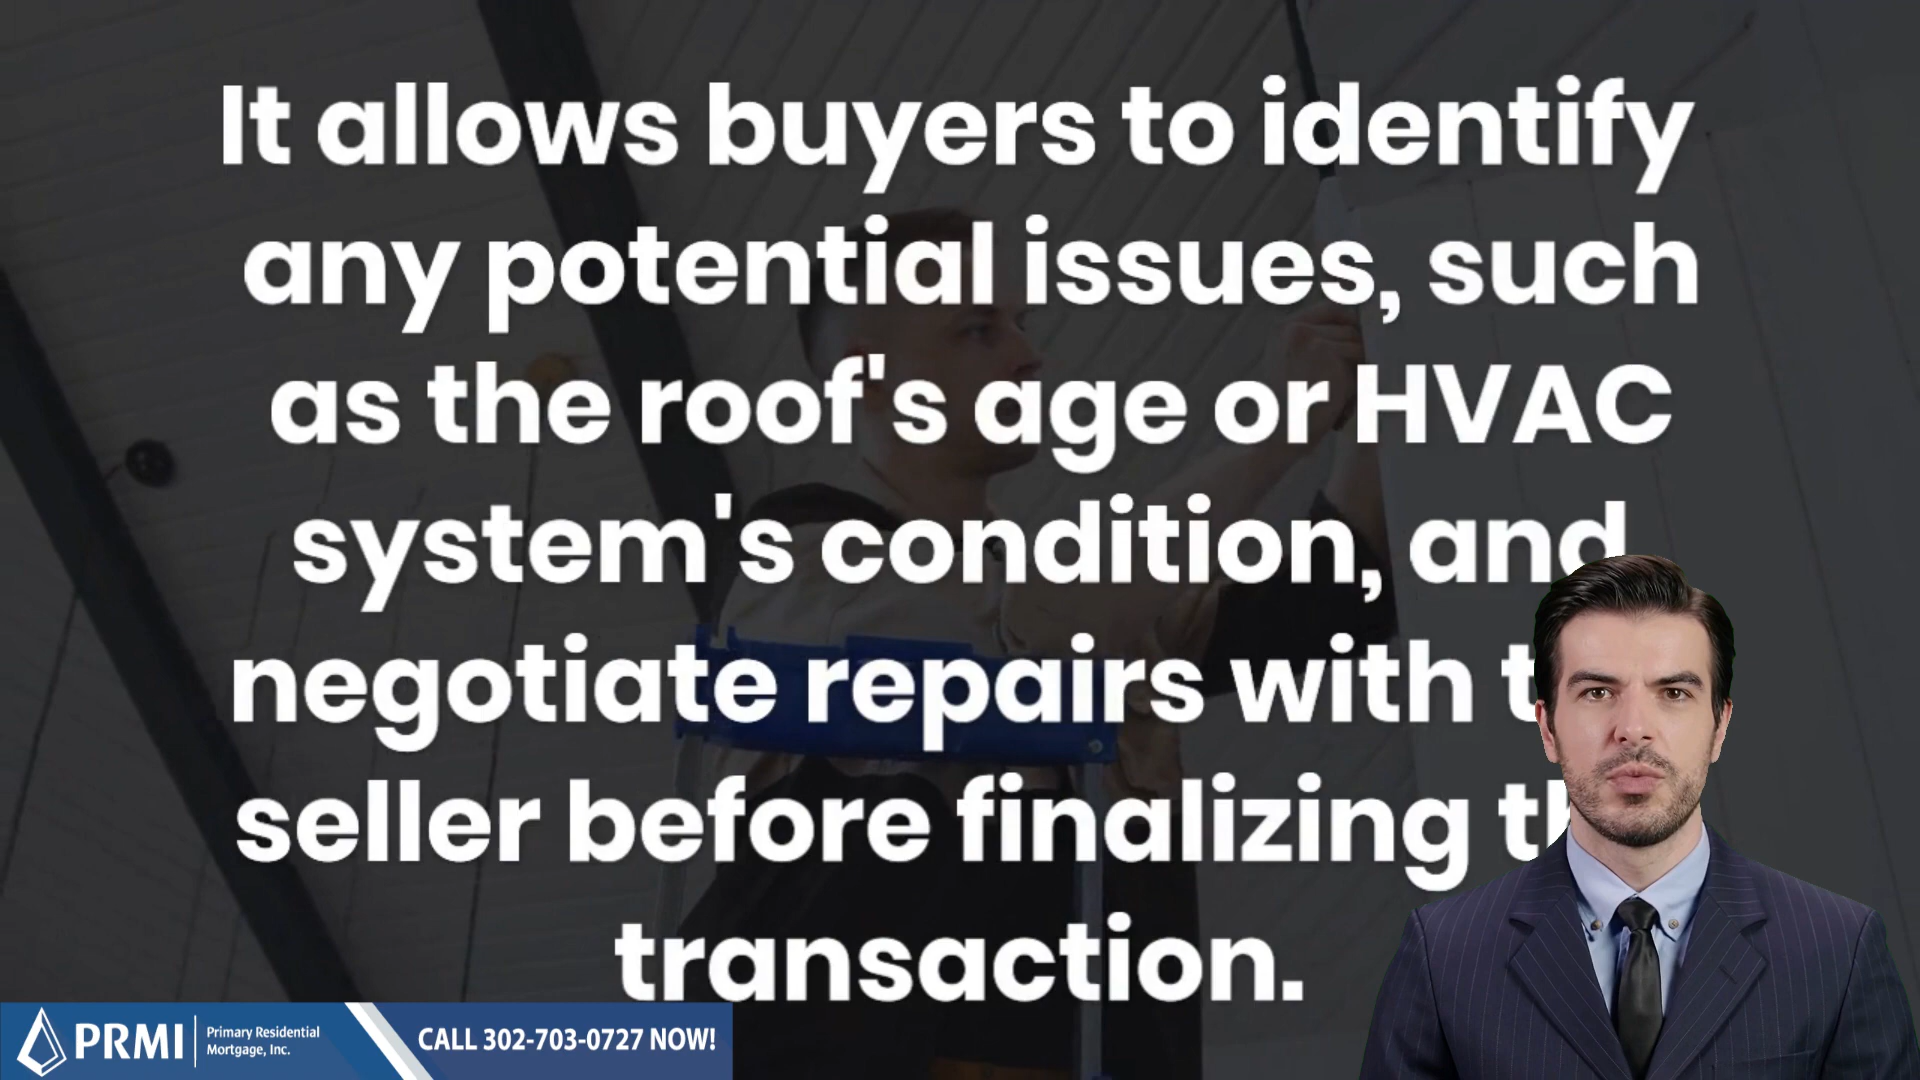 It allows buyers to identify
any potential issues, such
as the roof's age or HVAC
system's condition, and
negotiate repairs with
seller before finalizing
transaction.
PRMI
Primary Residential
Mortgage, Inc.
CALL 302-703-0727 NOW!